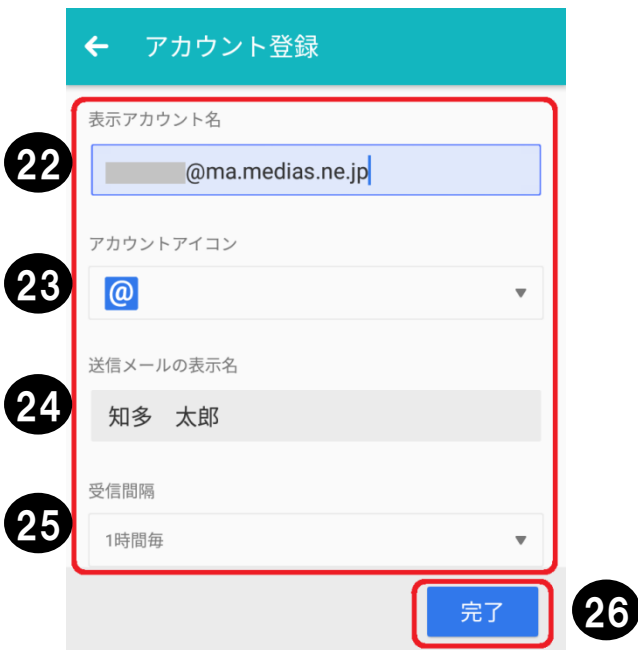 アカウント登録
表示アカウント名
22
@ma.medias.ne.jp
アカウントアイコン
23
@
送信メールの表示名
24
知多　太郎
受信間隔
25
1時間毎
完了
26